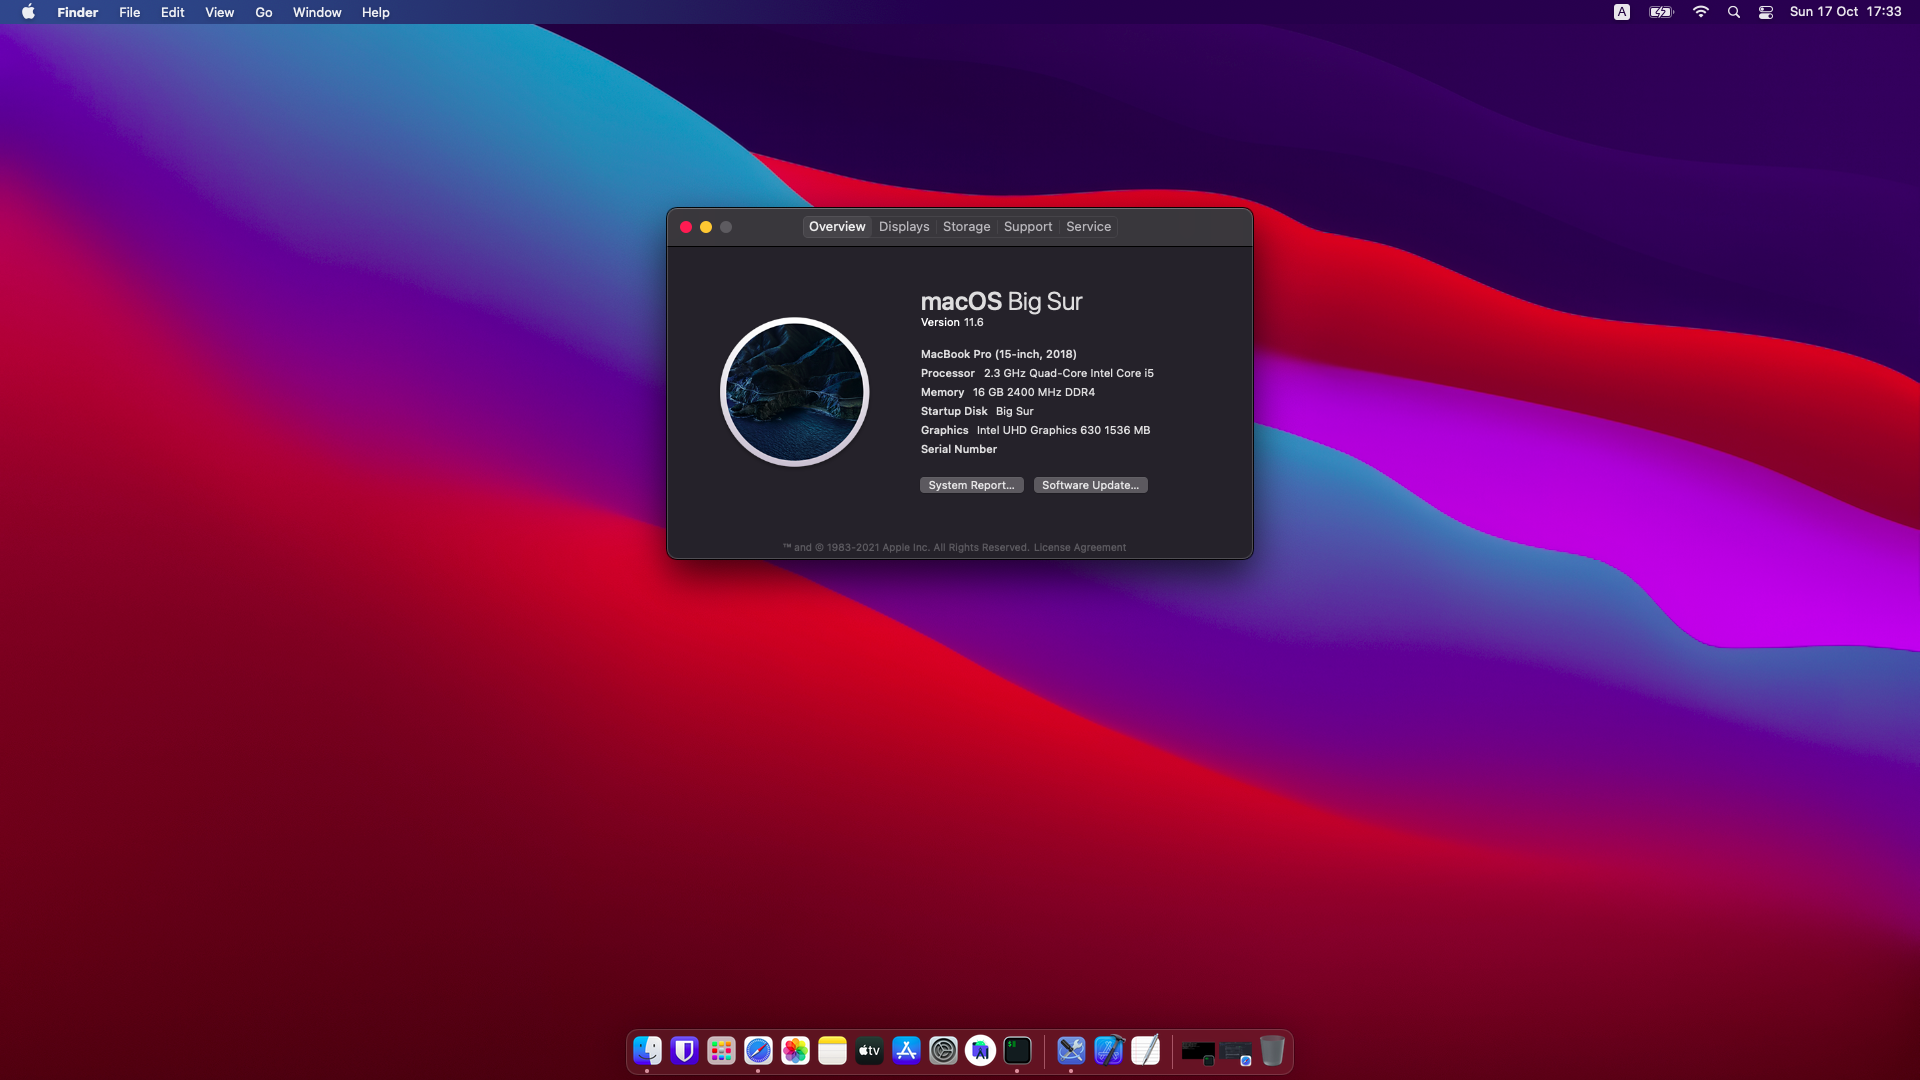 Finder File Edit View Go Window Help
A Sun 17 Oct 17:33
Overview Displays Storage Support Service
macOS Big Sur
Version 11.6
MacBook Pro (15-inch, 2018)
Processor 2.3 GHz Quad-Core Intel Core i5
Memory 16 GB 2400 MHz DDR4
Startup Disk Big Sur
Graphics Intel UHD Graphics 630 1536 MB
Serial Number
System Report... Software Update...
™ and © 1983-2021 Apple Inc. All Rights Reserved. License Agreement
tv